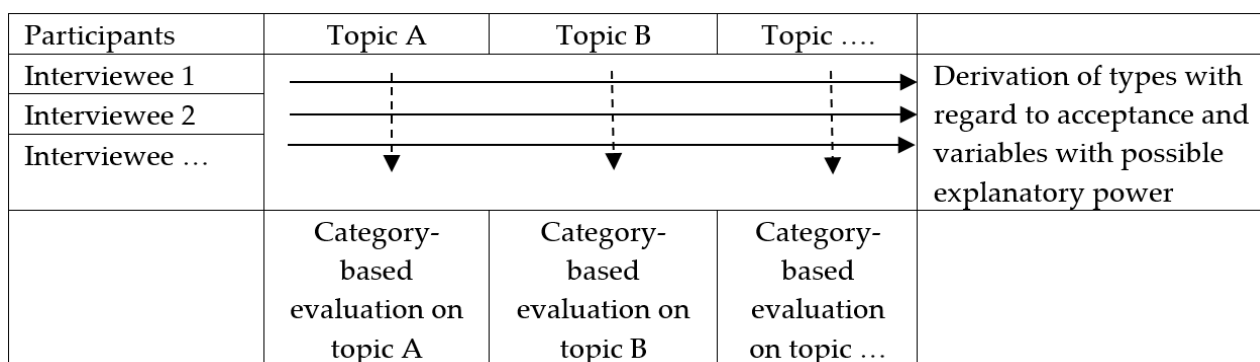 Participants
Topic A
Topic B
Topic ….
Interviewee 1
Interviewee 2
Interviewee …
Derivation of types with
regard to acceptance and
variables with possible
explanatory power
Category-
based
evaluation on
topic A
Category-
based
evaluation on
topic B
Category-
based
evaluation
on topic …